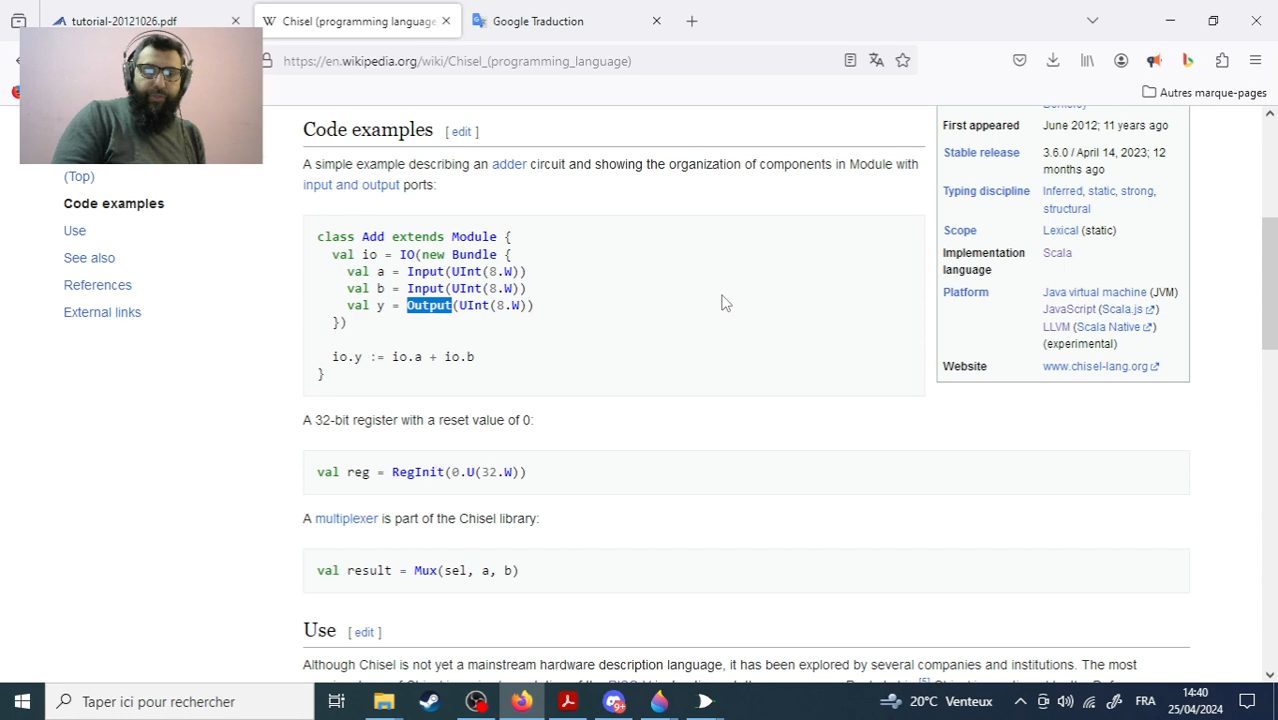 tutorial-20121026.pdf
Chisel (programming language
Google Traduction
https://en.wikipedia.org/wiki/Chisel_(programming_language)
Autres marque-pages
Code examples [ edit ]
A simple example describing an adder circuit and showing the organization of components in Module with
input and output ports:
class Add extends Module {
val io = IO(new Bundle {
val a = Input(UInt(8.W))
val b = Input(UInt(8.W))
val y = Output(UInt(8.W))
})
io.y := io.a + io.b
}
A 32-bit register with a reset value of 0:
val reg = RegInit(0.U(32.W))
A multiplexer is part of the Chisel library:
val result = Mux(sel, a, b)
Use [ edit ]
Although Chisel is not yet a mainstream hardware description language, it has been explored by several companies and institutions. The most
(Top)
Code examples
Use
See also
References
External links
First appeared June 2012; 11 years ago
Stable release 3.6.0 / April 14, 2023; 12
months ago
Typing discipline Inferred, static, strong,
structural
Scope Lexical (static)
Implementation Scala
language
Platform Java virtual machine (JVM)
JavaScript (Scala.js)
LLVM (Scala Native)
(experimental)
Website www.chisel-lang.org
Taper ici pour rechercher
20°C Venteux
FRA
14:40
25/04/2024